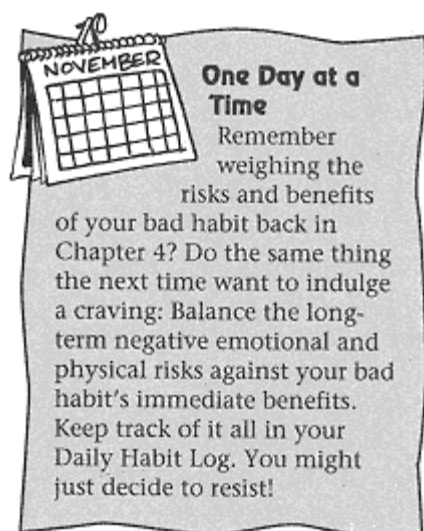 NOVEMBER
One Day at a
Time
Remember
weighing the
risks and benefits
of your bad habit back in
Chapter 4? Do the same thing
the next time want to indulge
a craving: Balance the long-
term negative emotional and
physical risks against your bad
habit's immediate benefits.
Keep track of it all in your
Daily Habit Log. You might
just decide to resist!